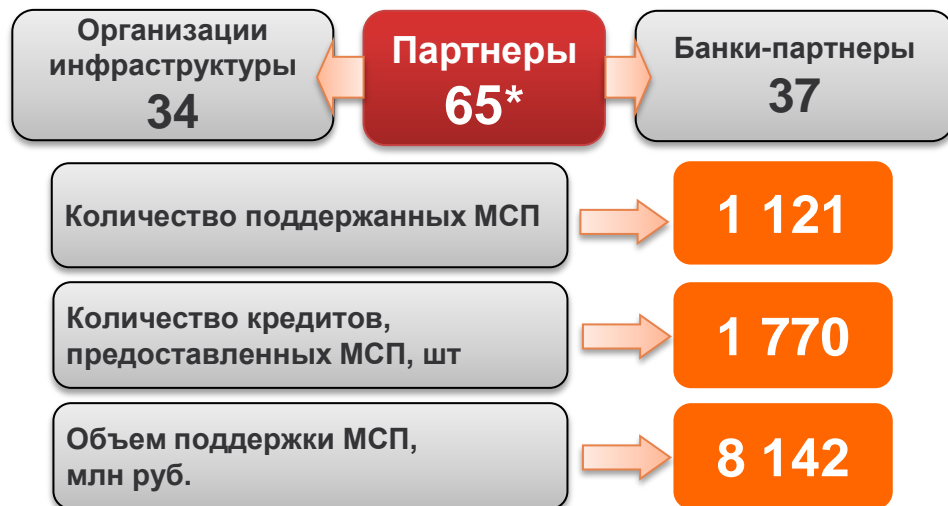 Организации
инфраструктуры
34
Партнеры
65*
Банки-партнеры
37
Количество поддержанных МСП
1 121
Количество кредитов,
предоставленных МСП, шт
1 770
Объем поддержки МСП,
млн руб.
8 142